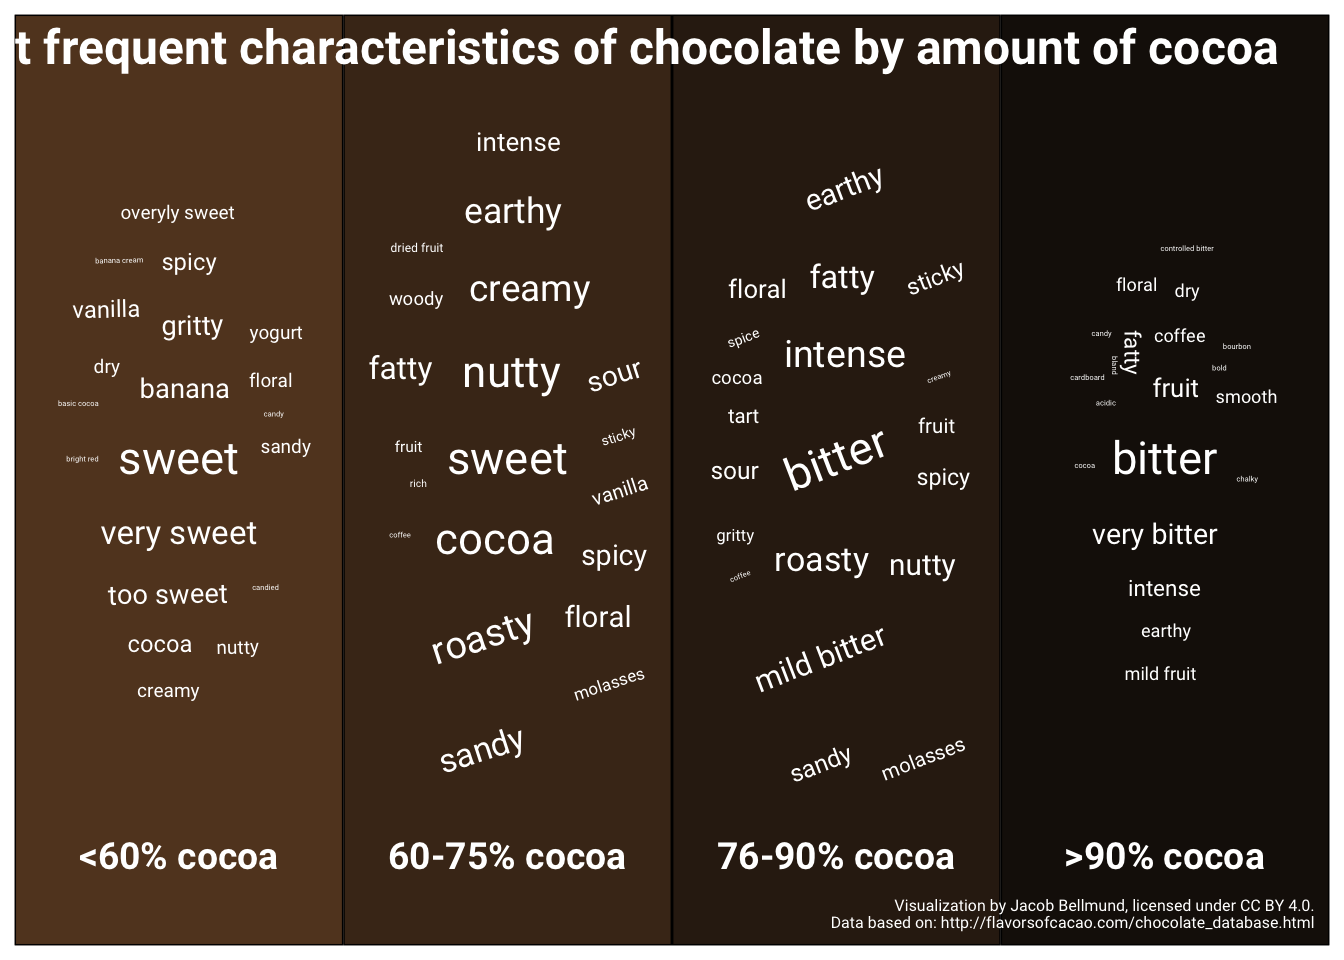 t frequent characteristics of chocolate by amount of cocoa
overyly sweet
banana cream
spicy
vanilla
gritty
yogurt
dry
banana
floral
basic cocoa
candy
sweet
sandy
bright red
very sweet
too sweet
candied
cocoa
nutty
creamy
<60% cocoa
intense
earthy
dried fruit
woody
creamy
fatty
nutty
sour
fruit
sticky
sweet
rich
vanilla
coffee
cocoa
spicy
roasty
floral
molasses
sandy
60-75% cocoa
earthy
floral
fatty
sticky
spice
intense
cocoa
creamy
tart
bitter
fruit
sour
spicy
gritty
roasty
nutty
coffee
mild bitter
sandy
molasses
76-90% cocoa
controlled bitter
floral
dry
candy
fatty
coffee
bourbon
bland
bold
cardboard
fruit
smooth
acidic
bitter
cocoa
chalky
very bitter
intense
earthy
mild fruit
>90% cocoa
Visualization by Jacob Bellmund, licensed under CC BY 4.0.
Data based on: http://flavorsofcacao.com/chocolate_database.html